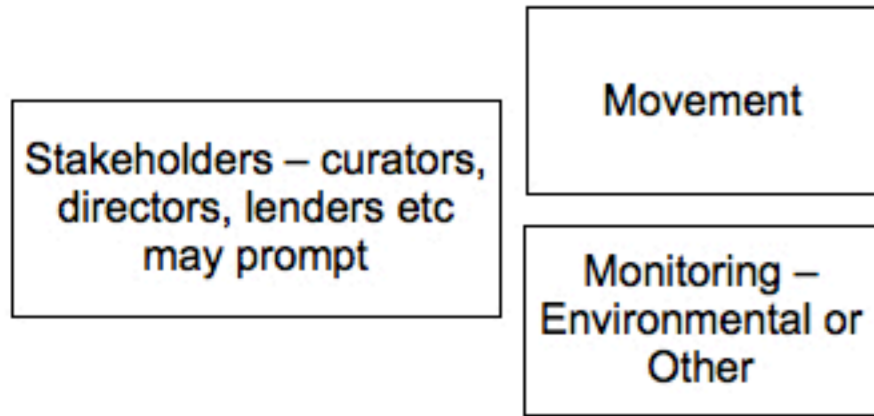 Stakeholders – curators,
directors, lenders etc
may prompt
Movement
Monitoring –
Environmental or
Other